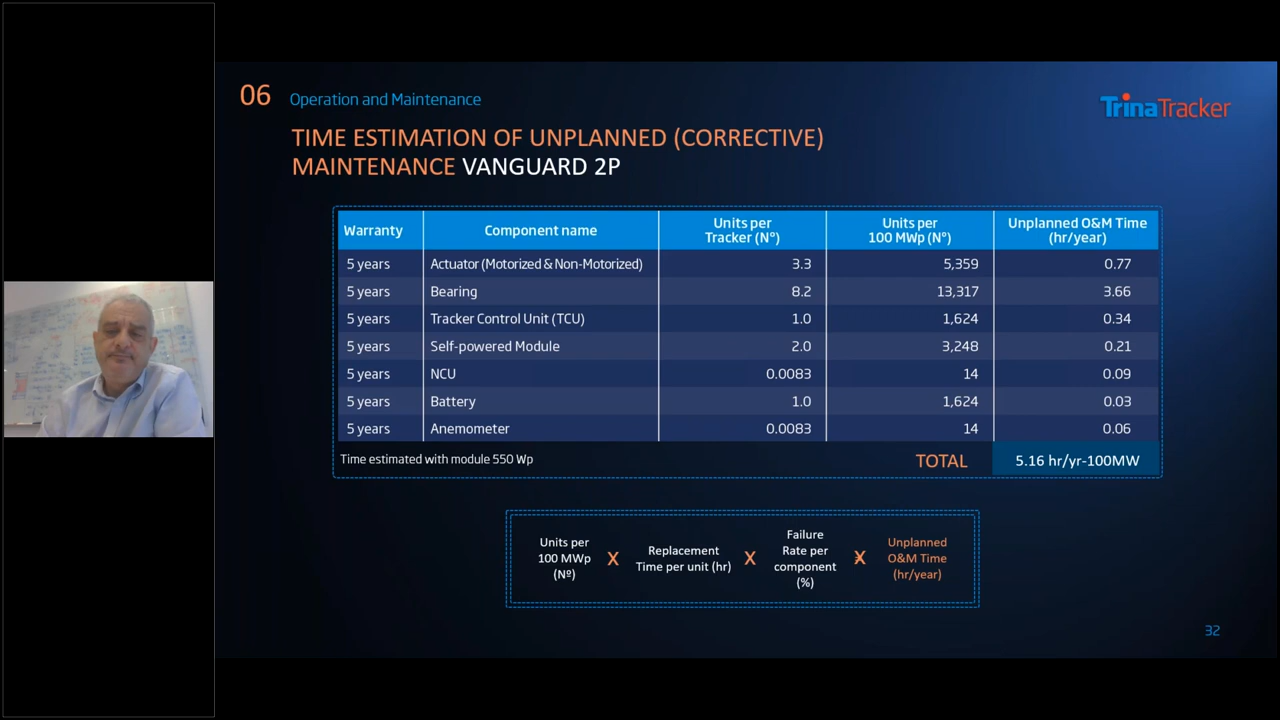 06 Operation and Maintenance
TrinaTracker
TIME ESTIMATION OF UNPLANNED (CORRECTIVE)
MAINTENANCE VANGUARD 2P
Warranty Component name Units per Tracker (N°) Units per 100 MWp (N°) Unplanned O&M Time (hr/year)
5 years Actuator (Motorized & Non-Motorized) 3.3 5,359 0.77
5 years Bearing 8.2 13,317 3.66
5 years Tracker Control Unit (TCU) 1.0 1,624 0.34
5 years Self-powered Module 2.0 3,248 0.21
5 years NCU 0.0083 14 0.09
5 years Battery 1.0 1,624 0.03
5 years Anemometer 0.0083 14 0.06
Time estimated with module 550 Wp TOTAL 5.16 hr/yr-100MW
Units per
100 MWp
(Nº)
X
Replacement
Time per unit (hr)
X
Failure
Rate per
component
(%)
X
Unplanned
O&M Time
(hr/year)
32